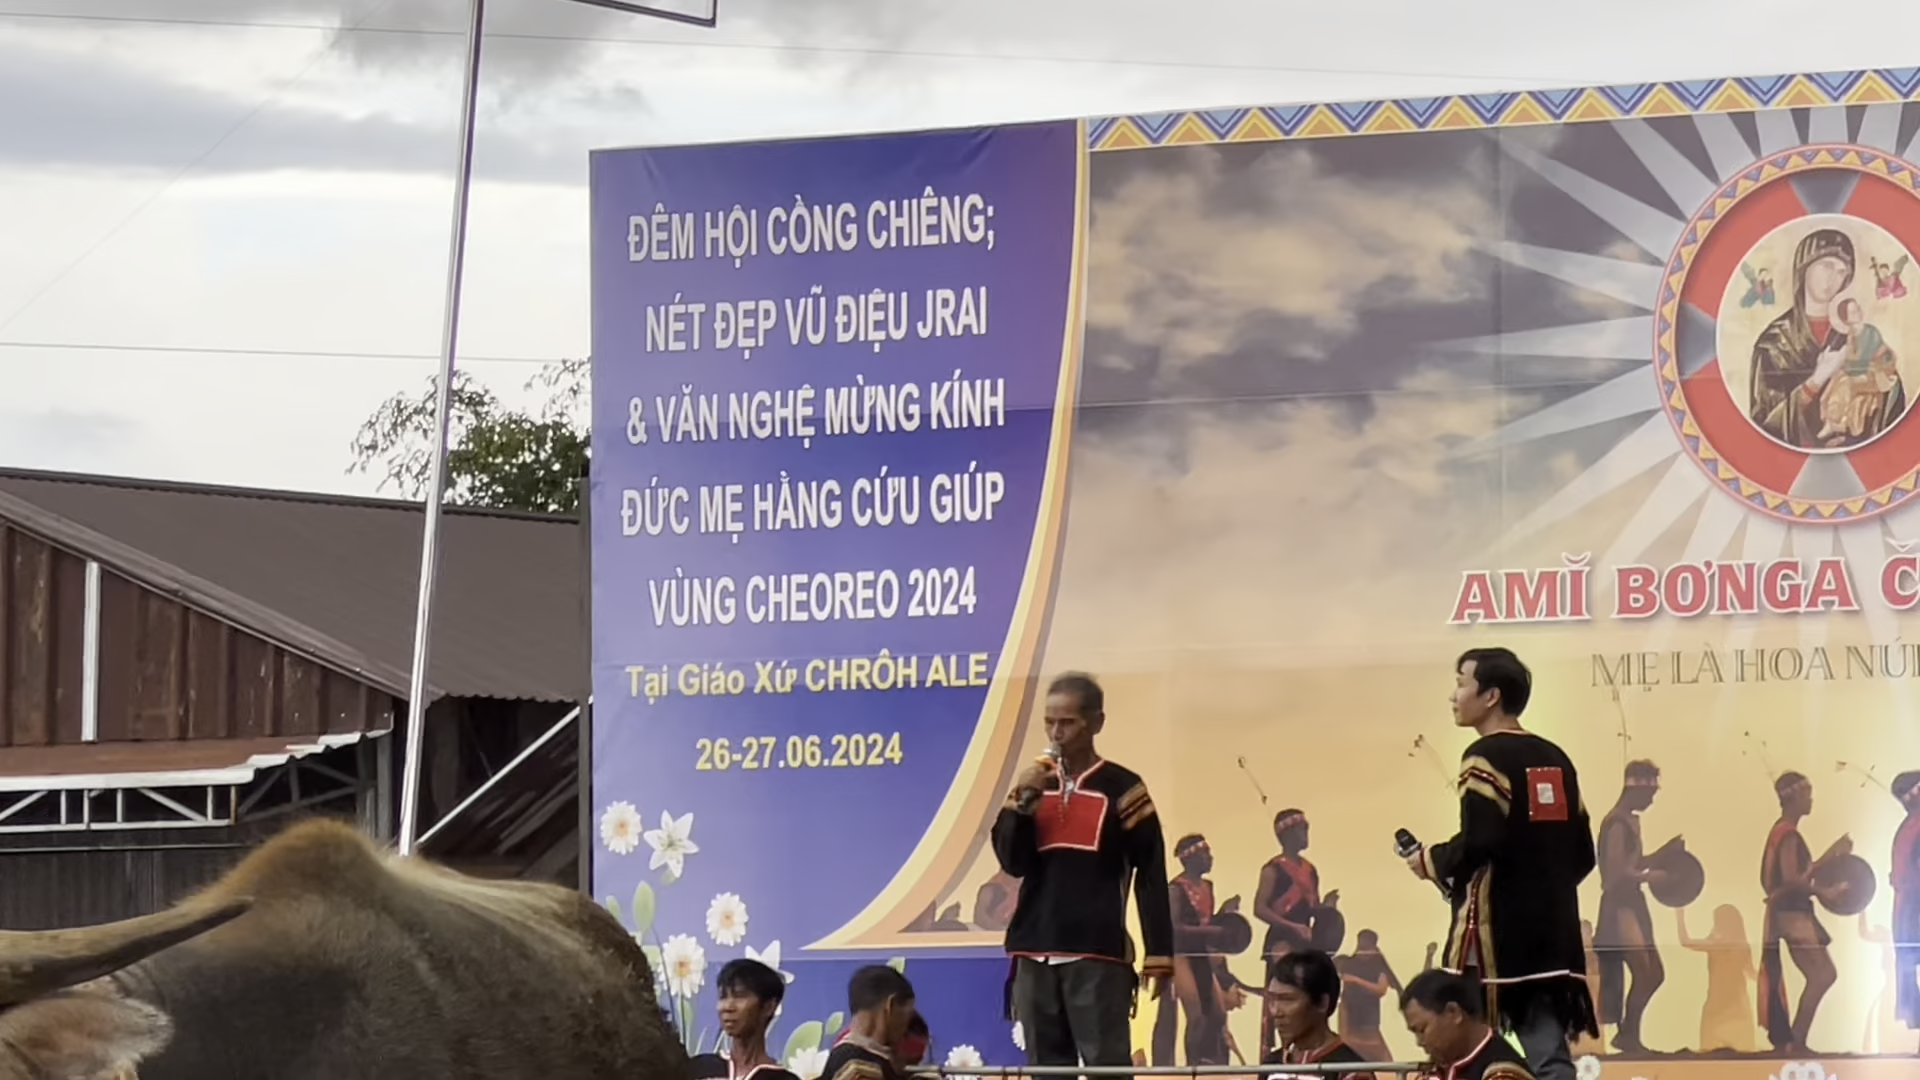 ĐÊM HỘI CỒNG CHIÊNG;
NÉT ĐẸP VŨ ĐIỆU JRAI
& VĂN NGHỆ MỪNG KÍNH
ĐỨC MẸ HẰNG CỨU GIÚP
VÙNG CHEOREO 2024
Tại Giáo Xứ CHRÔH ALE
26-27.06.2024
AMĬ BƠNGA
MẸ LÀ HOA